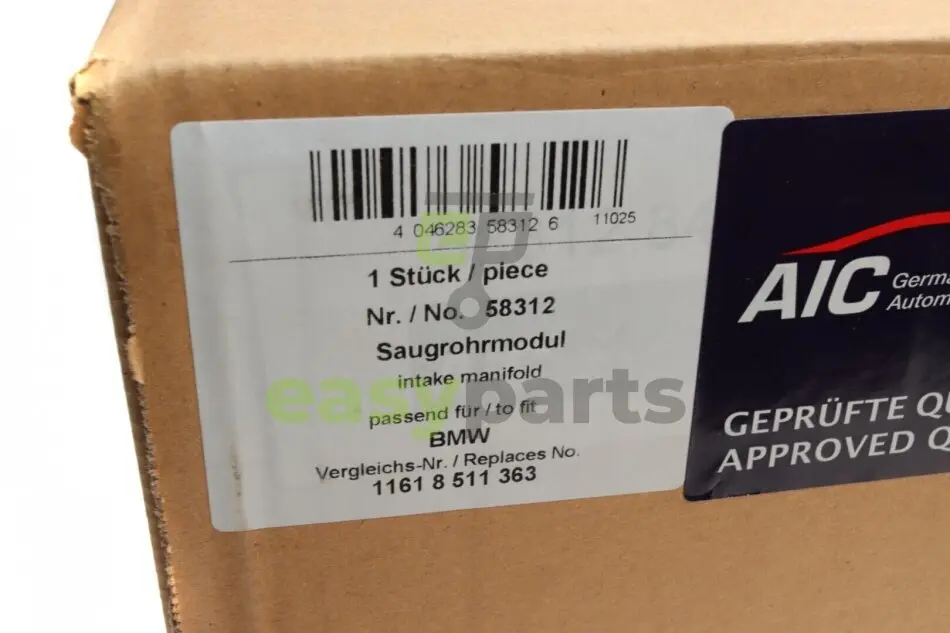 4 046283 58312 6 11025
1 Stück / piece
Nr. / No. 58312
Saugrohrmodul
intake manifold
passend für / to fit
BMW
Vergleichs-Nr. / Replaces No.
1161 8 511 363
AIC
GEPRÜFTE
APPROVED
ep
easyparts